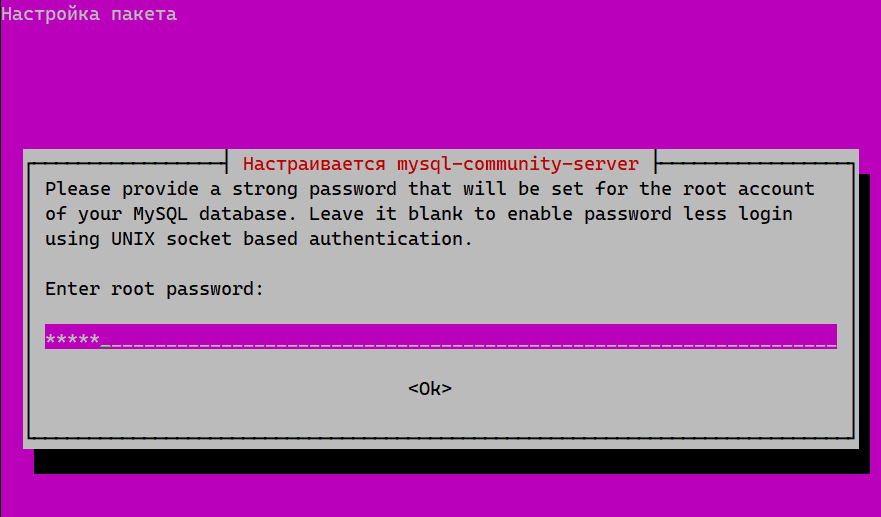 Настройка пакета
Настраивается mysql-community-server
Please provide a strong password that will be set for the root account
of your MySQL database. Leave it blank to enable password less login
using UNIX socket based authentication.
Enter root password:
*****__________________________________________________________________
<Ok>